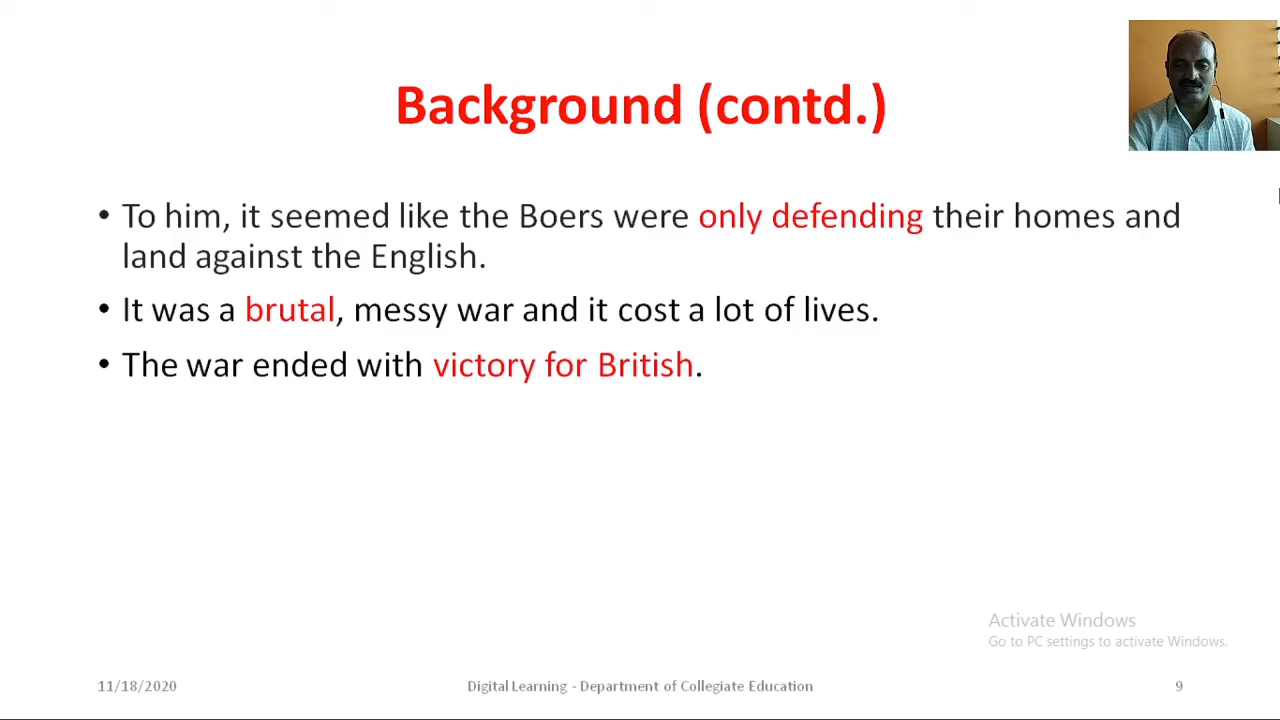 Background (contd.)
• To him, it seemed like the Boers were only defending their homes and
land against the English.
• It was a brutal, messy war and it cost a lot of lives.
• The war ended with victory for British.
Activate Windows
Go to PC settings to activate Windows.
11/18/2020
Digital Learning - Department of Collegiate Education
9